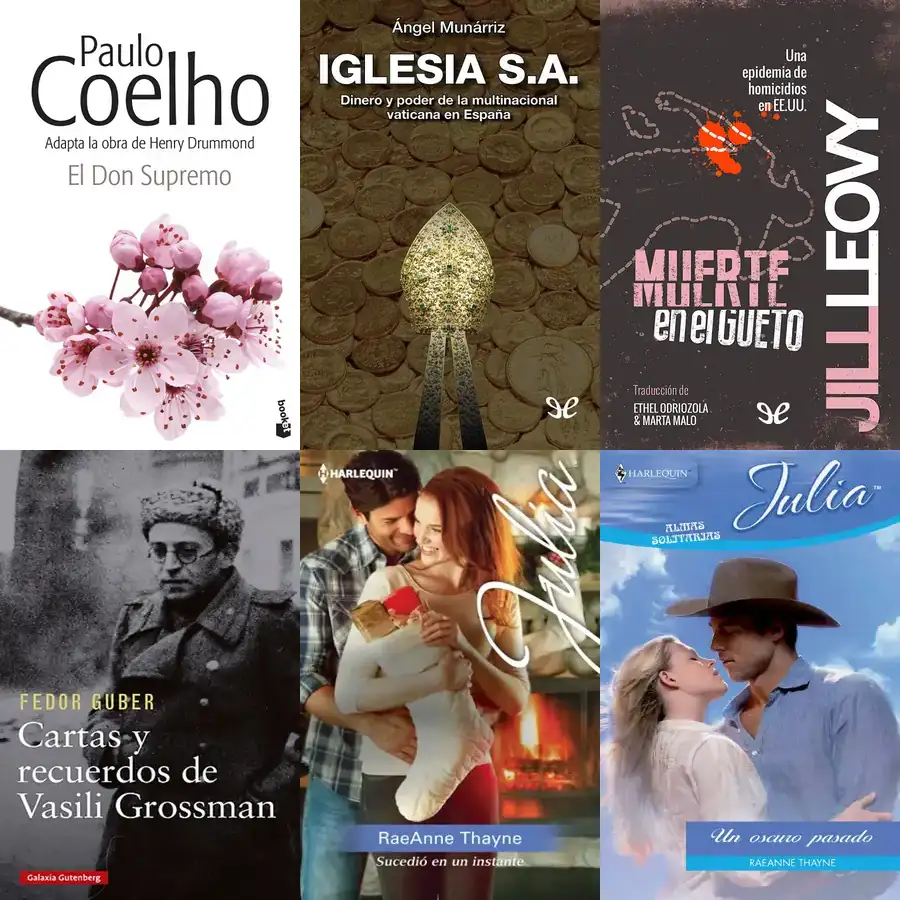 Paulo
Coelho
Adapta la obra de Henry Drummond
El Don Supremo
booket
Ángel Munárriz
IGLESIA S.A.
Dinero y poder de la multinacional
vaticana en España
Una
epidemia de
homicidios
en EE.UU.
JILL LEOVY
MUERTE
en el GUETO
Traducción de
ETHEL ODRIOZOLA
& MARTA MALO
FEDOR GUBER
Cartas y
recuerdos de
Vasili Grossman
Galaxia Gutenberg
HARLEQUIN™
Julia
RaeAnne Thayne
Sucedió en un instante
HARLEQUIN™
Julia™
ALMAS
SOLITARIAS
Un oscuro pasado
RAEANNE THAYNE